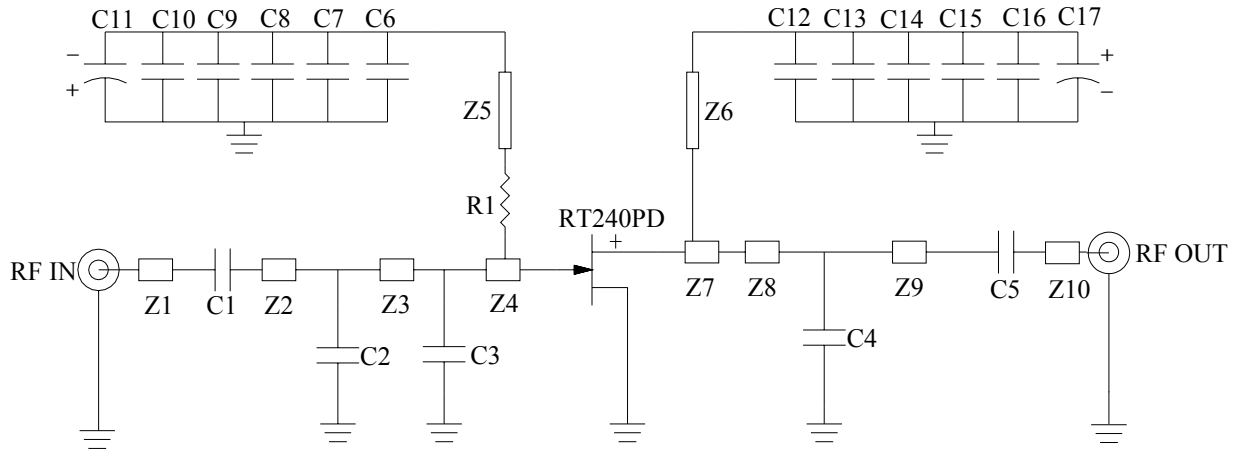 C11 C10 C9 C8 C7 C6
C12 C13 C14 C15 C16 C17
−
+
+
−
Z5
Z6
R1
RT240PD
+
RF IN
RF OUT
Z1 C1 Z2 Z3 Z4 Z7 Z8 Z9 C5 Z10
C2 C3 C4